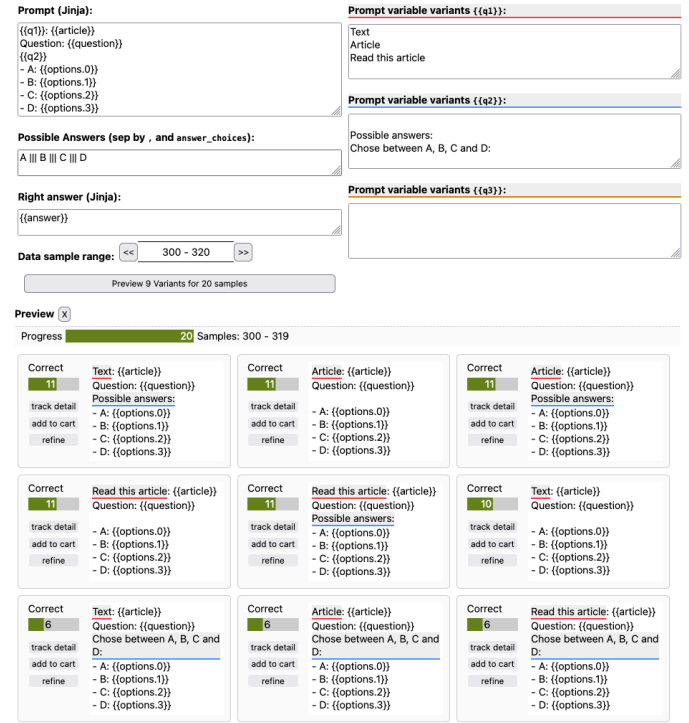 Prompt (Jinja):
{{q1}}: {{article}}
Question: {{question}}
{{q2}}
- A: {{options.0}}
- B: {{options.1}}
- C: {{options.2}}
- D: {{options.3}}
Possible Answers (sep by , and answer_choices):
A ||| B ||| C ||| D
Right answer (Jinja):
{{answer}}
Data sample range: << 300 - 320 >>
Preview 9 Variants for 20 samples
Prompt variable variants {{q1}}:
Text
Article
Read this article
Prompt variable variants {{q2}}:
Possible answers:
Chose between A, B, C and D:
Prompt variable variants {{q3}}:
Preview X
Progress 20 Samples: 300 - 319
Correct
11
track detail
add to cart
refine
Text: {{article}}
Question: {{question}}
Possible answers:
- A: {{options.0}}
- B: {{options.1}}
- C: {{options.2}}
- D: {{options.3}}
Correct
11
track detail
add to cart
refine
Article: {{article}}
Question: {{question}}
- A: {{options.0}}
- B: {{options.1}}
- C: {{options.2}}
- D: {{options.3}}
Correct
11
track detail
add to cart
refine
Article: {{article}}
Question: {{question}}
Possible answers:
- A: {{options.0}}
- B: {{options.1}}
- C: {{options.2}}
- D: {{options.3}}
Correct
11
track detail
add to cart
refine
Read this article: {{article}}
Question: {{question}}
- A: {{options.0}}
- B: {{options.1}}
- C: {{options.2}}
- D: {{options.3}}
Correct
11
track detail
add to cart
refine
Read this article: {{article}}
Question: {{question}}
Possible answers:
- A: {{options.0}}
- B: {{options.1}}
- C: {{options.2}}
- D: {{options.3}}
Correct
10
track detail
add to cart
refine
Text: {{article}}
Question: {{question}}
- A: {{options.0}}
- B: {{options.1}}
- C: {{options.2}}
- D: {{options.3}}
Correct
6
track detail
add to cart
refine
Text: {{article}}
Question: {{question}}
Chose between A, B, C and
D:
- A: {{options.0}}
- B: {{options.1}}
- C: {{options.2}}
- D: {{options.3}}
Correct
6
track detail
add to cart
refine
Article: {{article}}
Question: {{question}}
Chose between A, B, C and
D:
- A: {{options.0}}
- B: {{options.1}}
- C: {{options.2}}
- D: {{options.3}}
Correct
6
track detail
add to cart
refine
Read this article: {{article}}
Question: {{question}}
Chose between A, B, C and
D:
- A: {{options.0}}
- B: {{options.1}}
- C: {{options.2}}
- D: {{options.3}}